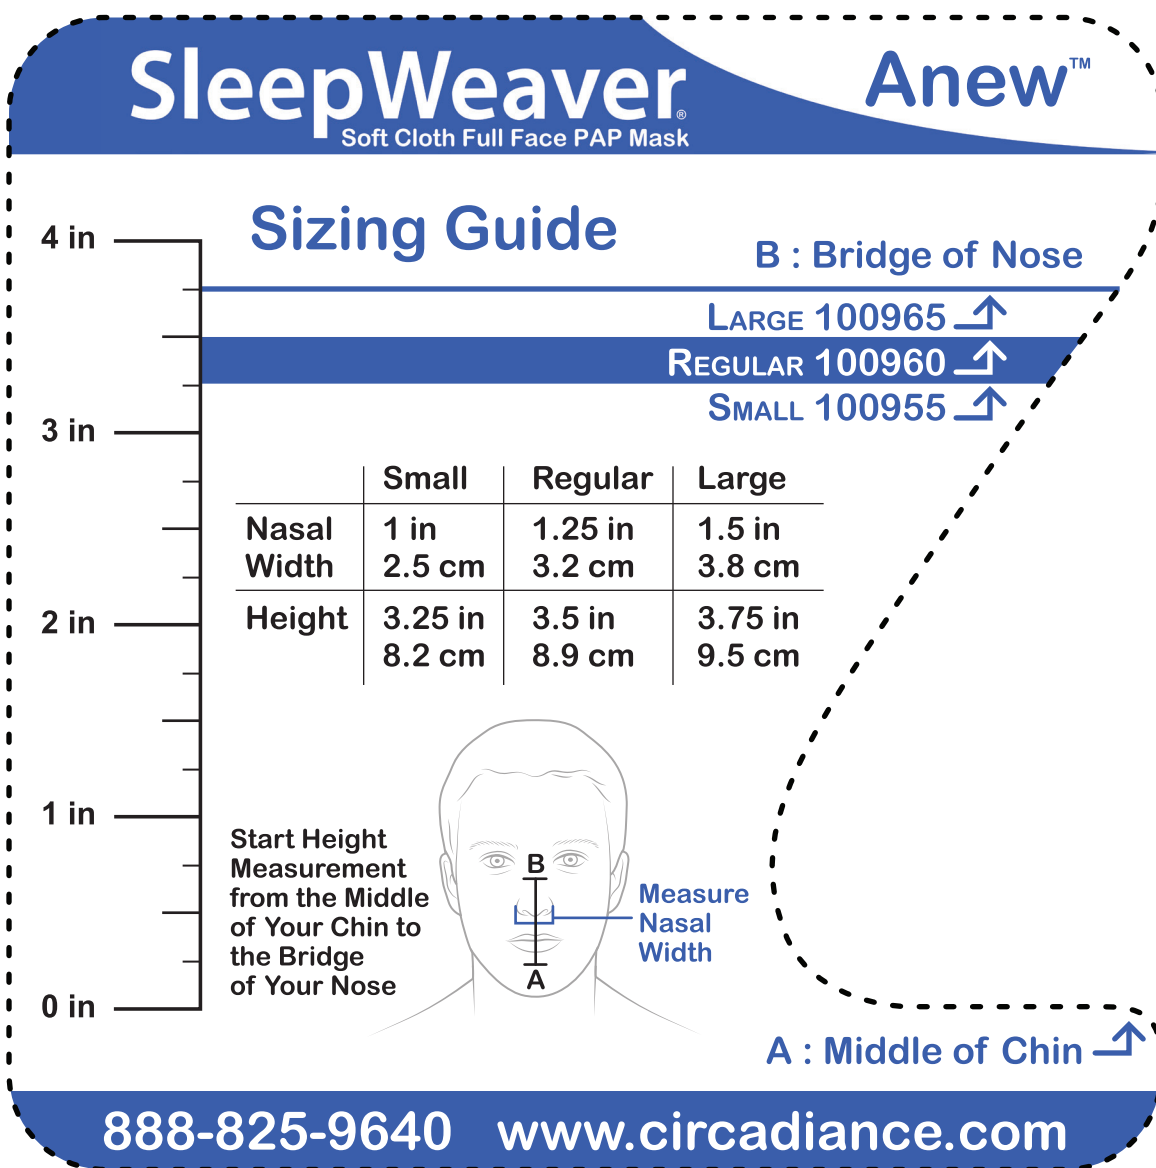 SleepWeaver®
Soft Cloth Full Face PAP Mask
Anew™
Sizing Guide
4 in
B : Bridge of Nose
LARGE 100965
REGULAR 100960
SMALL 100955
3 in
Small Regular Large
Nasal Width 1 in 2.5 cm 1.25 in 3.2 cm 1.5 in 3.8 cm
Height 3.25 in 8.2 cm 3.5 in 8.9 cm 3.75 in 9.5 cm
2 in
1 in
Start Height
Measurement
from the Middle
of Your Chin to
the Bridge
of Your Nose
B
A
Measure
Nasal
Width
0 in
A : Middle of Chin
888-825-9640 www.circadiance.com